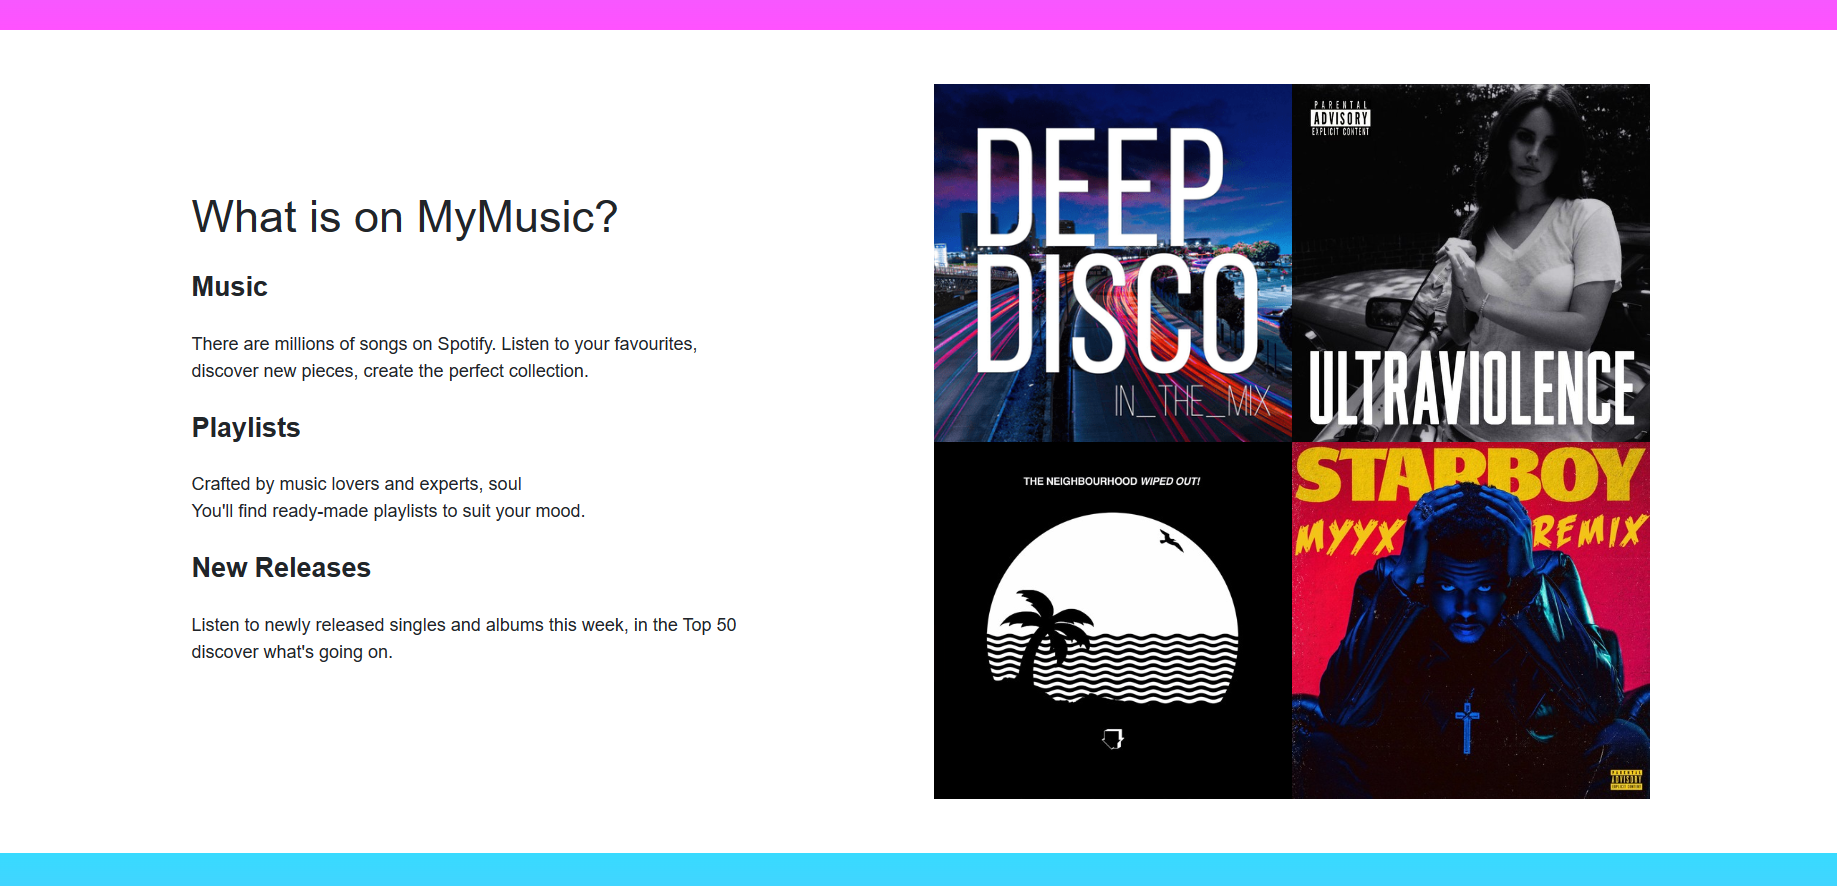 What is on MyMusic?
Music
There are millions of songs on Spotify. Listen to your favourites,
discover new pieces, create the perfect collection.
Playlists
Crafted by music lovers and experts, soul
You'll find ready-made playlists to suit your mood.
New Releases
Listen to newly released singles and albums this week, in the Top 50
discover what's going on.
DEEP
DISCO
IN_THE_MIX
PARENTAL
ADVISORY
EXPLICIT CONTENT
ULTRAVIOLENCE
THE NEIGHBOURHOOD WIPED OUT!
STARBOY
MYYX REMIX
PARENTAL
ADVISORY
EXPLICIT CONTENT